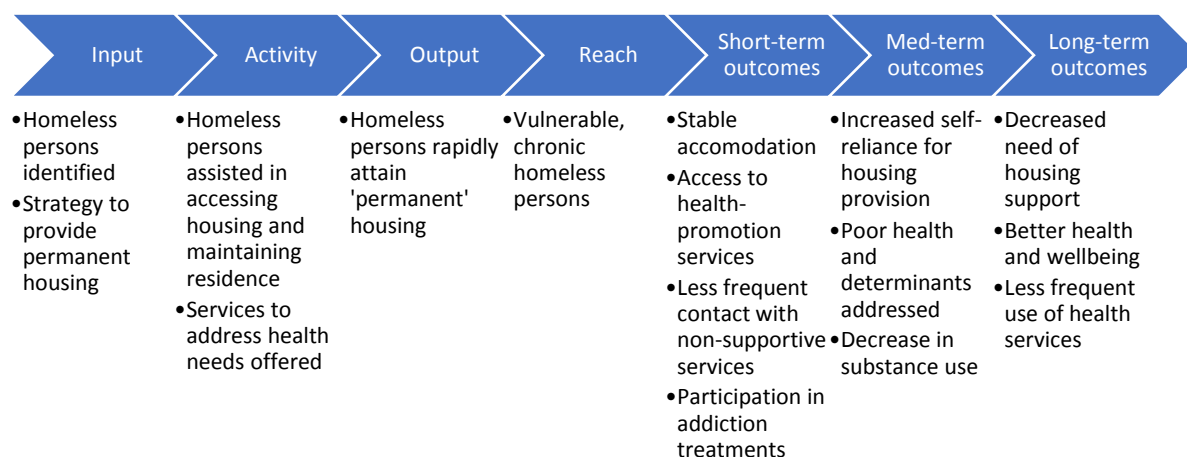 Input
Activity
Output
Reach
Short-term
outcomes
Med-term
outcomes
Long-term
outcomes
•Homeless
persons
identified
•Strategy to
provide
permanent
housing
•Homeless
persons
assisted in
accessing
housing and
maintaining
residence
•Services to
address health
needs offered
•Homeless
persons rapidly
attain
'permanent'
housing
•Vulnerable,
chronic
homeless
persons
•Stable
accomodation
•Access to
health-
promotion
services
•Less frequent
contact with
non-supportive
services
•Participation in
addiction
treatments
•Increased self-
reliance for
housing
provision
•Poor health
and
determinants
addressed
•Decrease in
substance use
•Decreased
need of
housing
support
•Better health
and wellbeing
•Less frequent
use of health
services